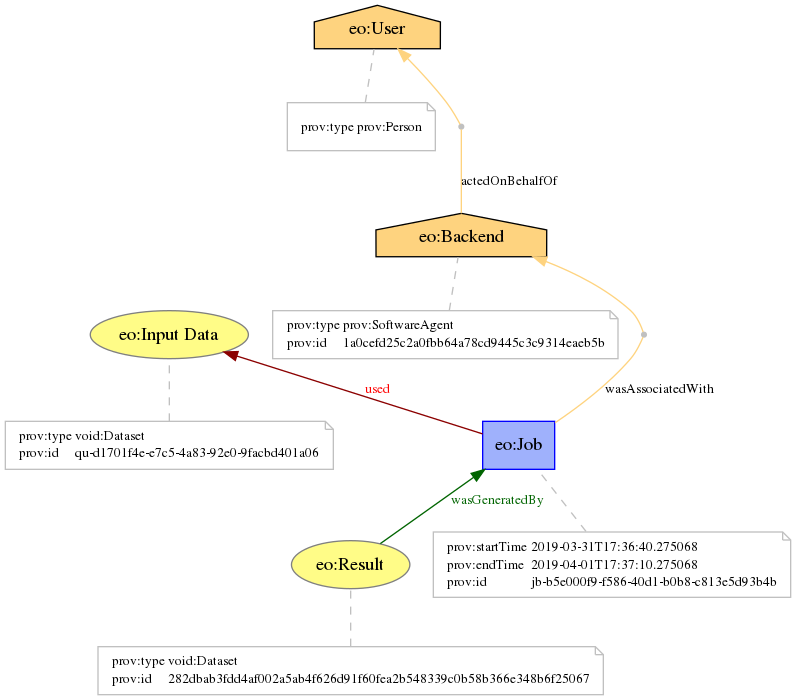 eo:User
prov:type prov:Person
actedOnBehalfOf
eo:Backend
prov:type prov:SoftwareAgent
prov:id 1a0cefd25c2a0fbb64a78cd9445c3c9314eaeb5b
eo:Input Data
used
wasAssociatedWith
prov:type void:Dataset
prov:id qu-d1701f4e-e7c5-4a83-92e0-9facbd401a06
eo:Job
wasGeneratedBy
eo:Result
prov:startTime 2019-03-31T17:36:40.275068
prov:endTime 2019-04-01T17:37:10.275068
prov:id jb-b5e000f9-f586-40d1-b0b8-c813e5d93b4b
prov:type void:Dataset
prov:id 282dbab3fdd4af002a5ab4f626d91f60fea2b548339c0b58b366e348b6f25067